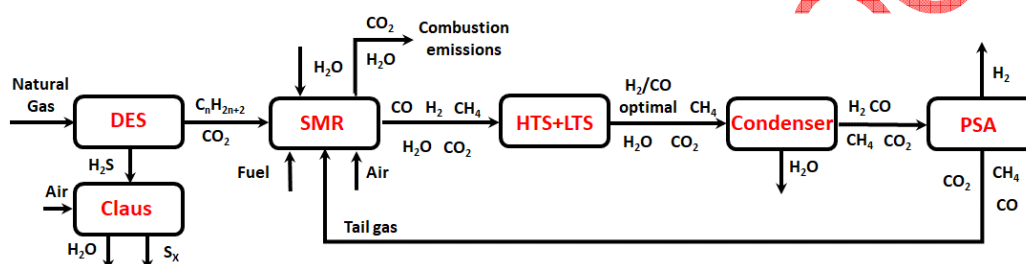 CO₂
Combustion
emissions
H₂O
H₂O
H₂
Natural
Gas
DES
CₙH₂ₙ₊₂
CO₂
SMR
CO H₂ CH₄
H₂O CO₂
HTS+LTS
H₂/CO
optimal CH₄
H₂O CO₂
Condenser
H₂ CO
CH₄ CO₂
PSA
H₂S
Fuel
Air
H₂O
CO₂
CH₄
CO
Air
Claus
Tail gas
H₂O
Sₓ